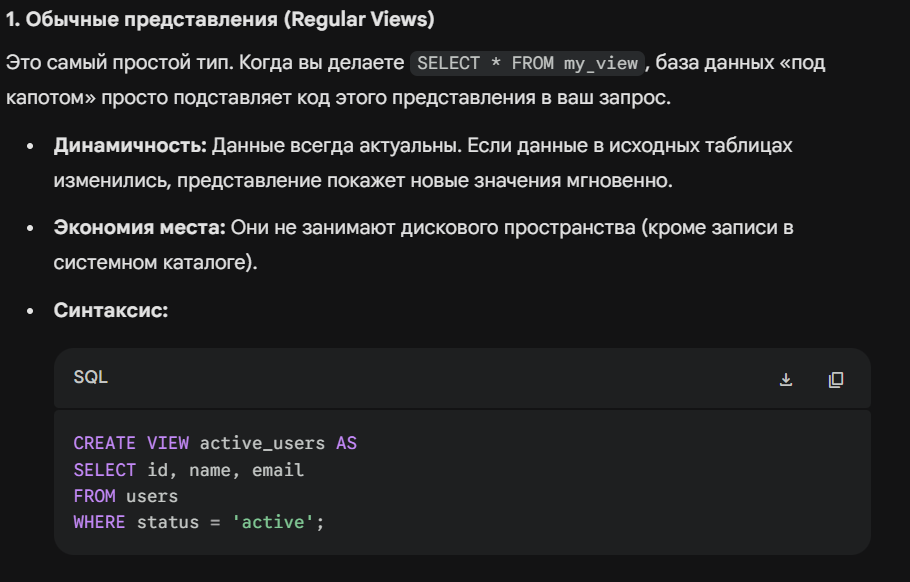 1. Обычные представления (Regular Views)
Это самый простой тип. Когда вы делаете SELECT * FROM my_view, база данных «под
капотом» просто подставляет код этого представления в ваш запрос.
• Динамичность: Данные всегда актуальны. Если данные в исходных таблицах
изменились, представление покажет новые значения мгновенно.
• Экономия места: Они не занимают дискового пространства (кроме записи в
системном каталоге).
• Синтаксис:
SQL
CREATE VIEW active_users AS
SELECT id, name, email
FROM users
WHERE status = 'active';